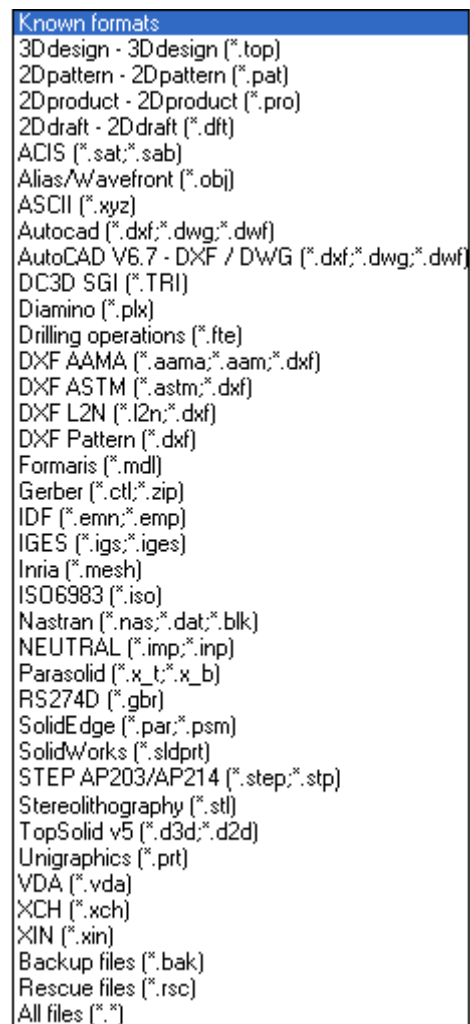 Known formats
3Ddesign - 3Ddesign (*.top)
2Dpattern - 2Dpattern (*.pat)
2Dproduct - 2Dproduct (*.pro)
2Ddraft - 2Ddraft (*.dft)
ACIS (*.sat;*.sab)
Alias/Wavefront (*.obj)
ASCII (*.xyz)
Autocad (*.dxf;*.dwg;*.dwf)
AutoCAD V6.7 - DXF / DWG (*.dxf;*.dwg;*.dwf)
DC3D SGI (*.TRI)
Diamino (*.plx)
Drilling operations (*.fte)
DXF AAMA (*.aama;*.aam;*.dxf)
DXF ASTM (*.astm;*.dxf)
DXF L2N (*.l2n;*.dxf)
DXF Pattern (*.dxf)
Formaris (*.mdl)
Gerber (*.ctl;*.zip)
IDF (*.emn;*.emp)
IGES (*.igs;*.iges)
Inria (*.mesh)
ISO6983 (*.iso)
Nastran (*.nas;*.dat;*.blk)
NEUTRAL (*.imp;*.inp)
Parasolid (*.x_t;*.x_b)
RS274D (*.gbr)
SolidEdge (*.par;*.psm)
SolidWorks (*.sldprt)
STEP AP203/AP214 (*.step;*.stp)
Stereolithography (*.stl)
TopSolid v5 (*.d3d;*.d2d)
Unigraphics (*.prt)
VDA (*.vda)
XCH (*.xch)
XIN (*.xin)
Backup files (*.bak)
Rescue files (*.rsc)
All files (*.*)